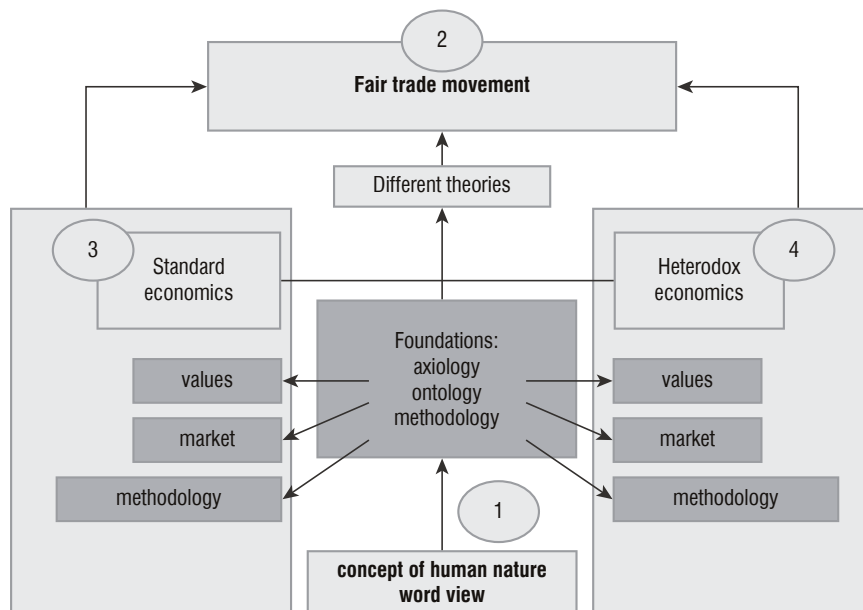 2
Fair trade movement
Different theories
3
Standard
economics
4
Heterodox
economics
Foundations:
axiology
ontology
methodology
values
market
methodology
values
market
methodology
1
concept of human nature
word view